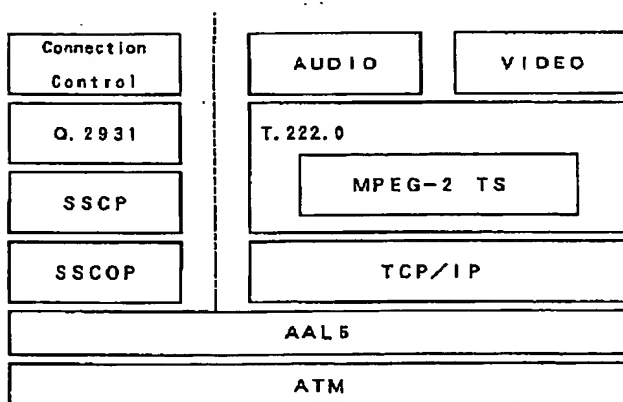 Connection
Control
AUDIO
VIDEO
Q. 2931
T. 222. 0
MPEG-2 TS
SSCP
SSCOP
TCP/IP
AAL5
ATM